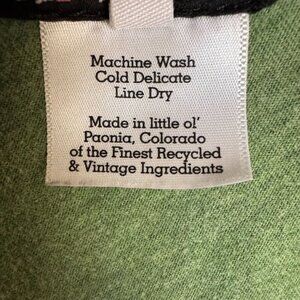 Machine Wash
Cold Delicate
Line Dry
Made in little ol'
Paonia, Colorado
of the Finest Recycled
& Vintage Ingredients